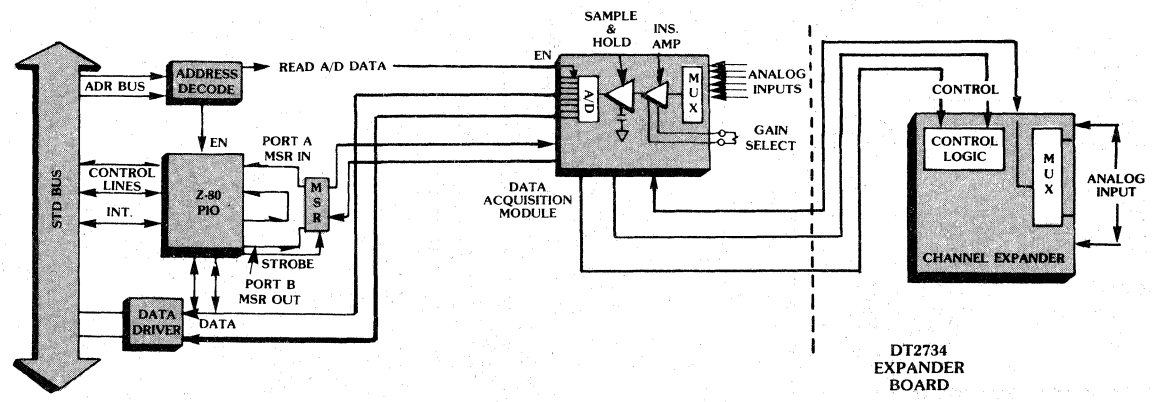 SAMPLE
&
HOLD
INS.
AMP
EN
ADDRESS
DECODE
READ A/D DATA
ADR BUS
A/D
MUX
ANALOG
INPUTS
GAIN
SELECT
CONTROL
CONTROL
LOGIC
MUX
ANALOG
INPUT
CHANNEL EXPANDER
EN
PORT A
MSR IN
STD BUS
CONTROL
LINES
INT.
Z-80
PIO
MSR
STROBE
PORT B
MSR OUT
DATA
ACQUISITION
MODULE
DATA
DRIVER
DATA
DT2734
EXPANDER
BOARD